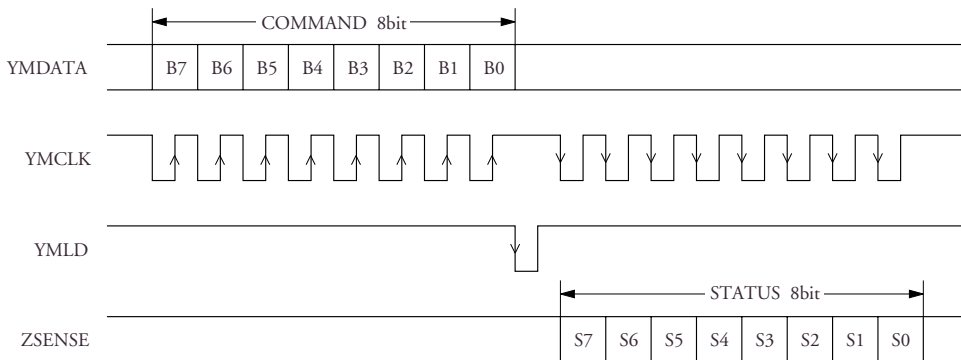 COMMAND 8bit
YMDATA B7 B6 B5 B4 B3 B2 B1 B0
YMCLK
YMLD
STATUS 8bit
ZSENSE S7 S6 S5 S4 S3 S2 S1 S0